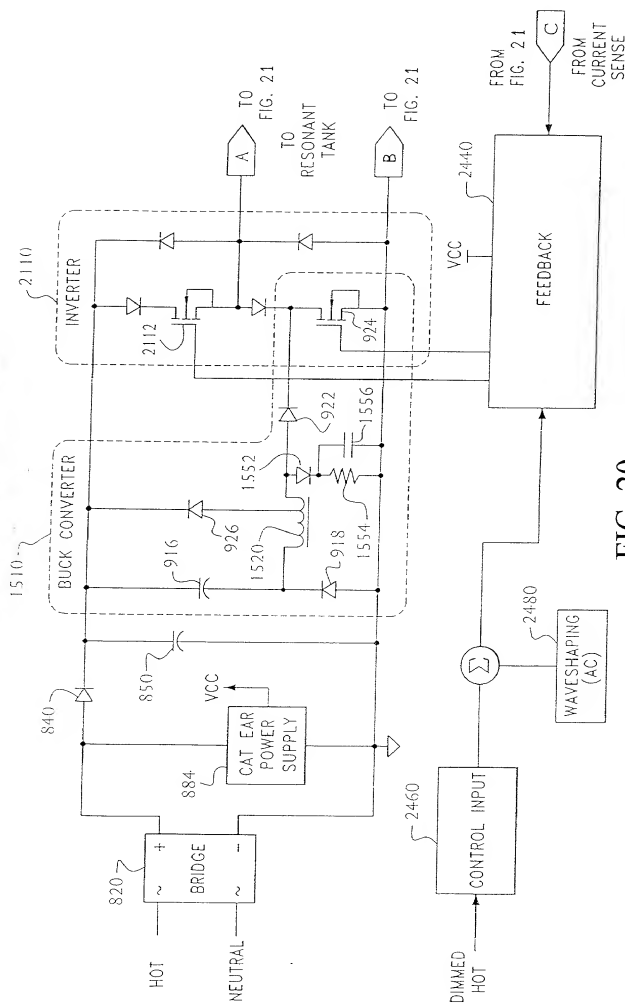 2110
INVERTER
1510
BUCK CONVERTER
916
840
850
VCC
CAT EAR
POWER
SUPPLY
884
820
+
~
BRIDGE
−
~
HOT
NEUTRAL
926
1520
918
1552
922
1554
1556
2112
924
A
TO
FIG. 21
TO
RESONANT
TANK
B
TO
FIG. 21
VCC
2440
FEEDBACK
FROM
FIG. 21
C
FROM
CURRENT
SENSE
DIMMED
HOT
2460
CONTROL INPUT
Σ
2480
WAVESHAPING
(AC)
FIG. 20